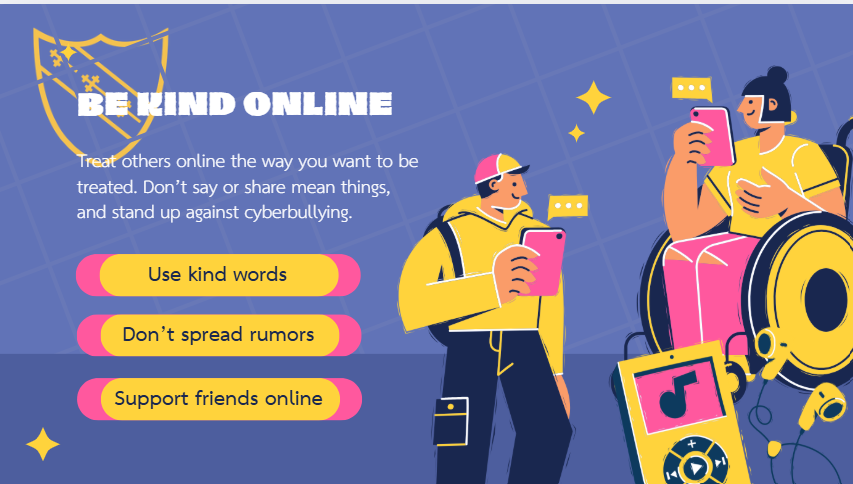 BE KIND ONLINE
Treat others online the way you want to be
treated. Don’t say or share mean things,
and stand up against cyberbullying.
Use kind words
Don’t spread rumors
Support friends online